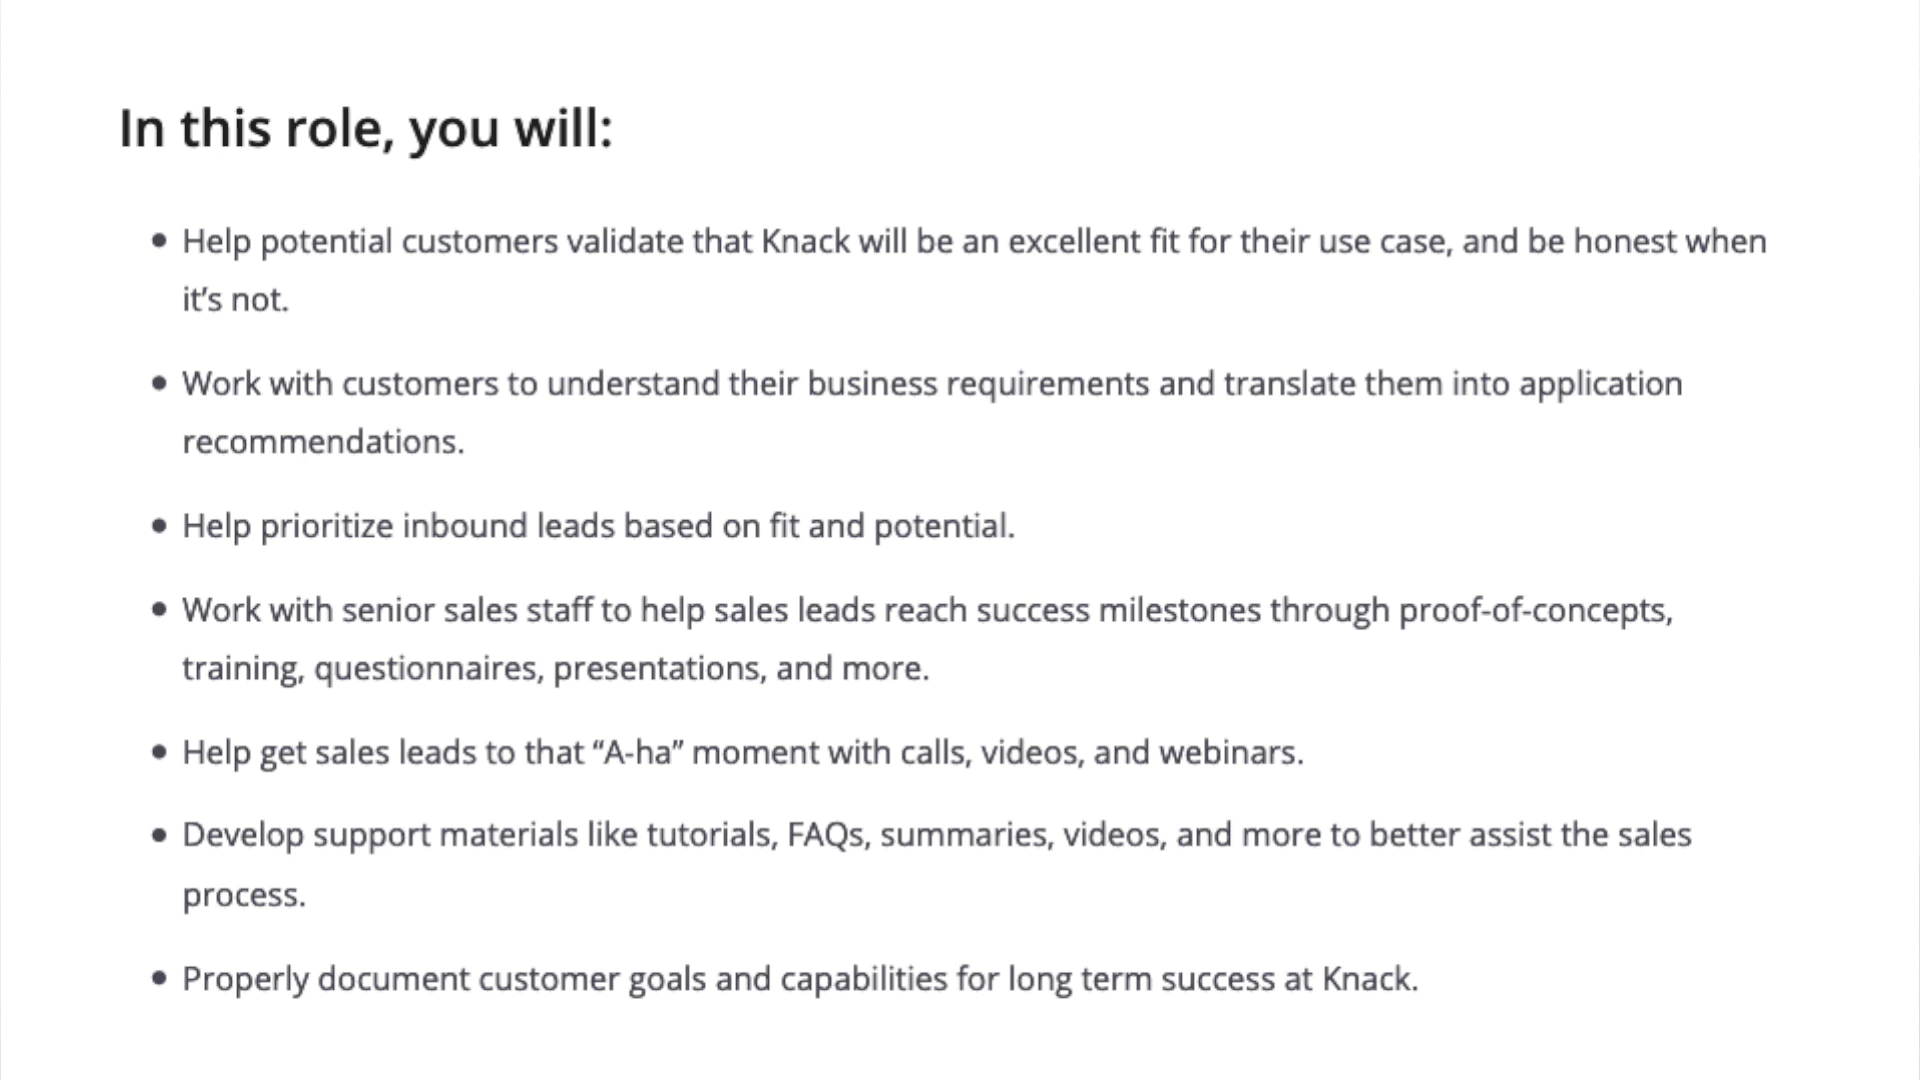 In this role, you will:
• Help potential customers validate that Knack will be an excellent fit for their use case, and be honest when
it’s not.
• Work with customers to understand their business requirements and translate them into application
recommendations.
• Help prioritize inbound leads based on fit and potential.
• Work with senior sales staff to help sales leads reach success milestones through proof-of-concepts,
training, questionnaires, presentations, and more.
• Help get sales leads to that “A-ha” moment with calls, videos, and webinars.
• Develop support materials like tutorials, FAQs, summaries, videos, and more to better assist the sales
process.
• Properly document customer goals and capabilities for long term success at Knack.